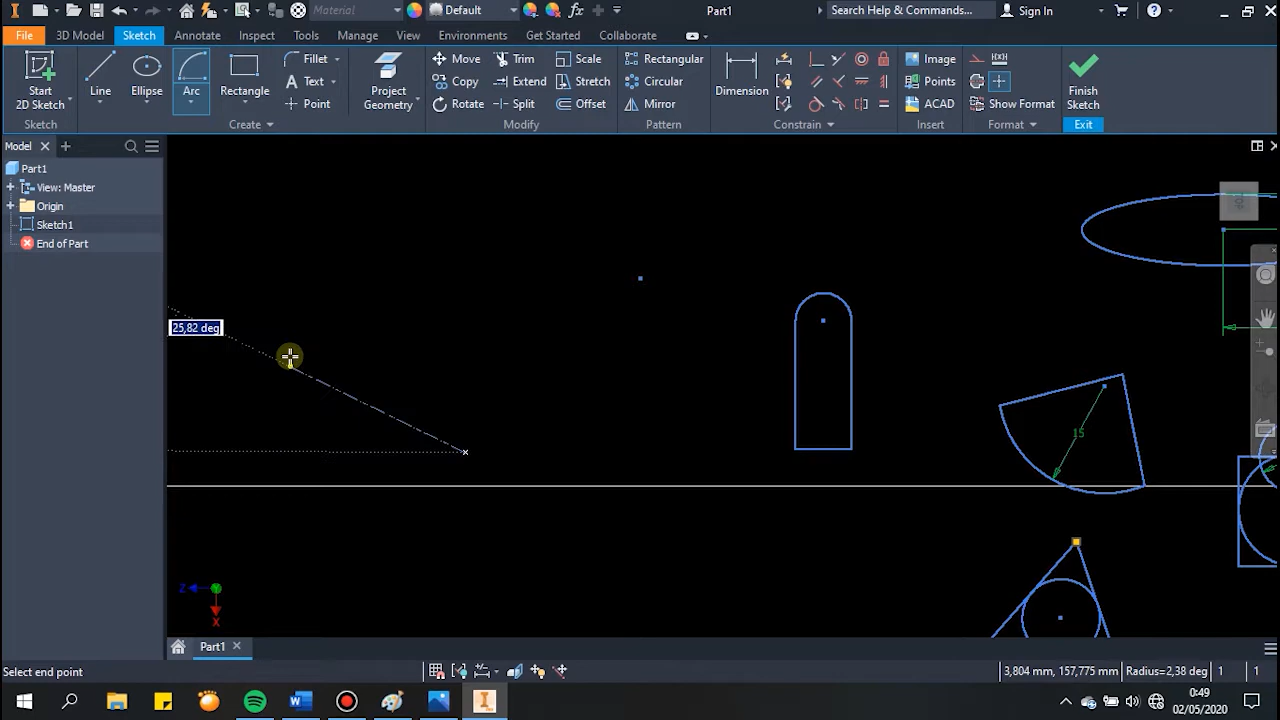 Material
Default
Part1
Search Help & Commands...
Sign In
File
3D Model
Sketch
Annotate
Inspect
Tools
Manage
View
Environments
Get Started
Collaborate
Start
2D Sketch
Line
Ellipse
Arc
Rectangle
Fillet
Text
Point
Project
Geometry
Move
Copy
Rotate
Trim
Extend
Split
Scale
Stretch
Offset
Rectangular
Circular
Mirror
Dimension
Image
Points
ACAD
Show Format
Finish
Sketch
Sketch
Create
Modify
Pattern
Constrain
Insert
Format
Exit
Model
Part1
View: Master
Origin
Sketch1
End of Part
25,82 deg
15
Z
X
Part1
Select end point
3,804 mm, 157,775 mm
Radius=2,38 deg
1
1
0:49
02/05/2020